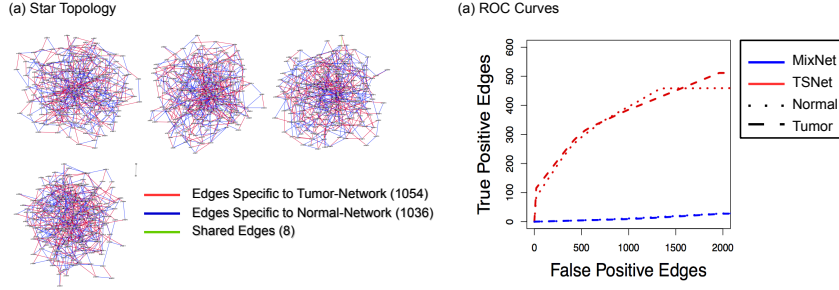 (a) Star Topology
Edges Specific to Tumor-Network (1054)
Edges Specific to Normal-Network (1036)
Shared Edges (8)
(a) ROC Curves
True Positive Edges
600
500
400
300
200
100
0
0
500
1000
1500
2000
False Positive Edges
MixNet
TSNet
Normal
Tumor